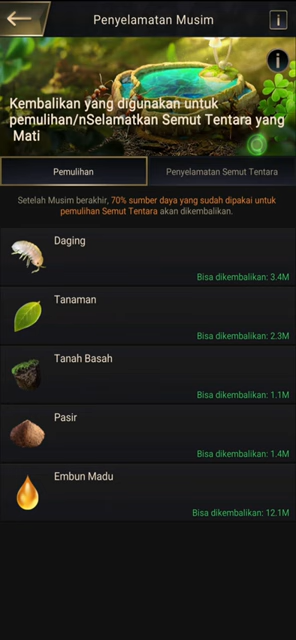 Penyelamatan Musim
Kembalikan yang digunakan untuk
pemulihan/nSelamatkan Semut Tentara yang
Mati
Pemulihan
Penyelamatan Semut Tentara
Setelah Musim berakhir, 70% sumber daya yang sudah dipakai untuk
pemulihan Semut Tentara akan dikembalikan.
Daging
Bisa dikembalikan: 3.4M
Tanaman
Bisa dikembalikan: 2.3M
Tanah Basah
Bisa dikembalikan: 1.1M
Pasir
Bisa dikembalikan: 1.4M
Embun Madu
Bisa dikembalikan: 12.1M